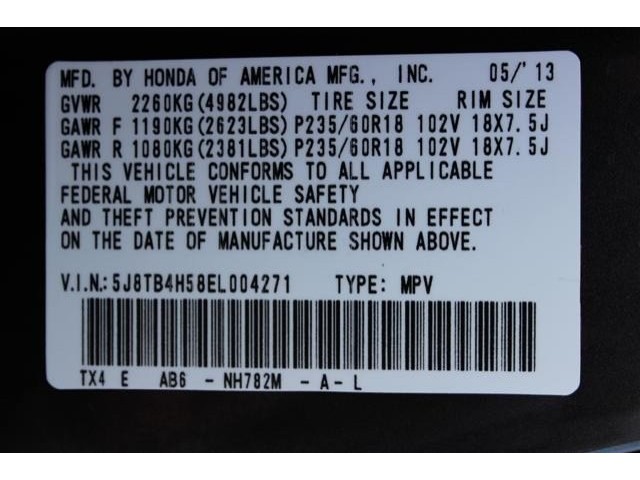 MFD. BY HONDA OF AMERICA MFG., INC. 05/'13
GVWR 2260KG(4982LBS) TIRE SIZE RIM SIZE
GAWR F 1190KG(2623LBS) P235/60R18 102V 18X7.5J
GAWR R 1080KG(2381LBS) P235/60R18 102V 18X7.5J
THIS VEHICLE CONFORMS TO ALL APPLICABLE
FEDERAL MOTOR VEHICLE SAFETY
AND THEFT PREVENTION STANDARDS IN EFFECT
ON THE DATE OF MANUFACTURE SHOWN ABOVE.
V.I.N.:5J8TB4H58EL004271 TYPE: MPV
TX4 E AB6 - NH782M - A - L